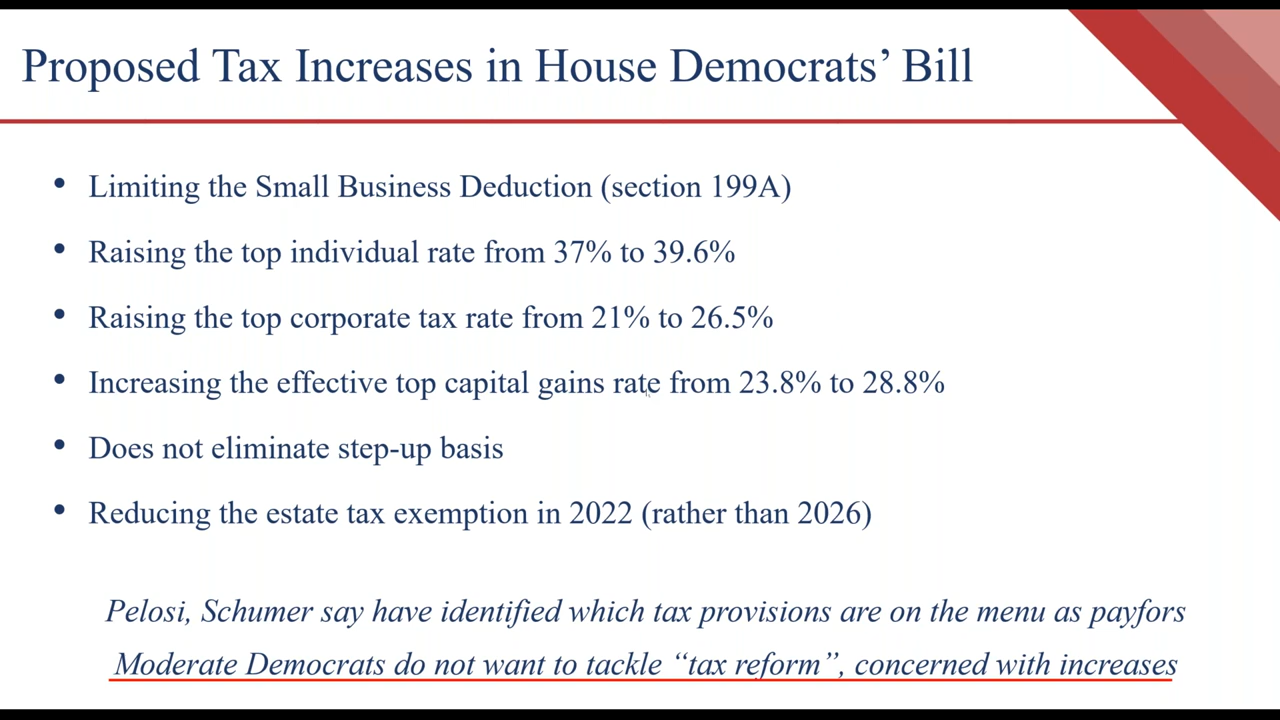 Proposed Tax Increases in House Democrats’ Bill
• Limiting the Small Business Deduction (section 199A)
• Raising the top individual rate from 37% to 39.6%
• Raising the top corporate tax rate from 21% to 26.5%
• Increasing the effective top capital gains rate from 23.8% to 28.8%
• Does not eliminate step-up basis
• Reducing the estate tax exemption in 2022 (rather than 2026)
Pelosi, Schumer say have identified which tax provisions are on the menu as payfors
Moderate Democrats do not want to tackle “tax reform”, concerned with increases